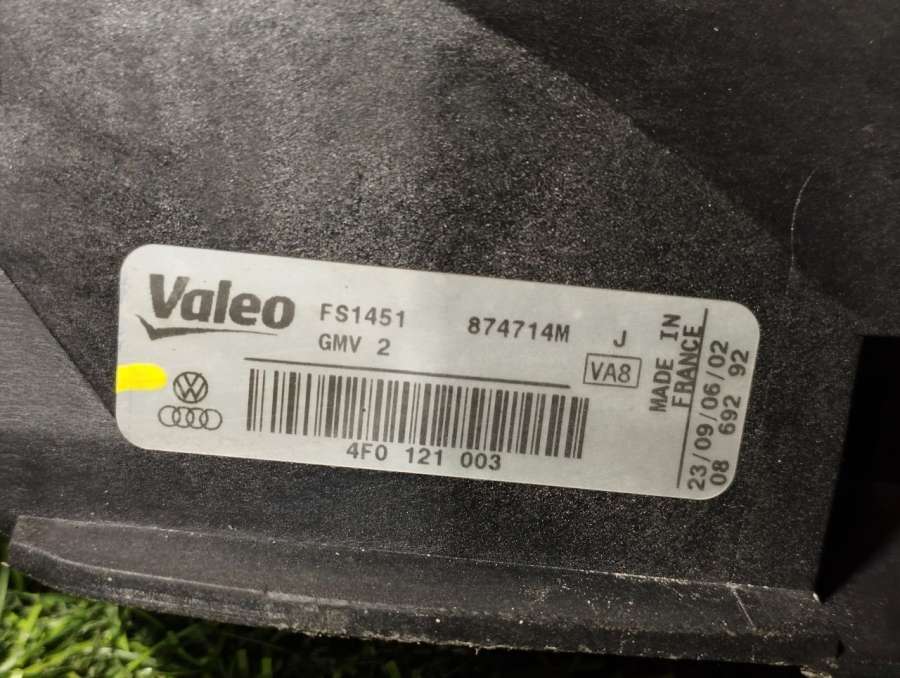 Valeo
FS1451 874714M J
GMV 2
VA8
4F0 121 003
MADE IN
FRANCE
23/09/06/02
08 692 92